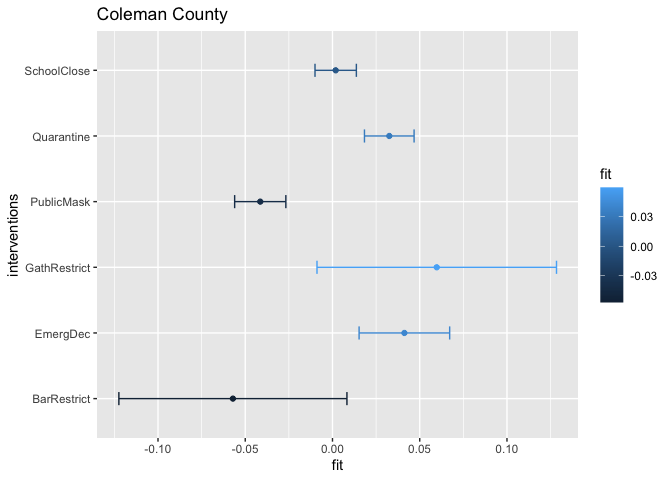 Coleman County
SchoolClose
Quarantine
PublicMask
GathRestrict
EmergDec
BarRestrict
interventions
-0.10
-0.05
0.00
0.05
0.10
fit
fit
0.03
0.00
-0.03